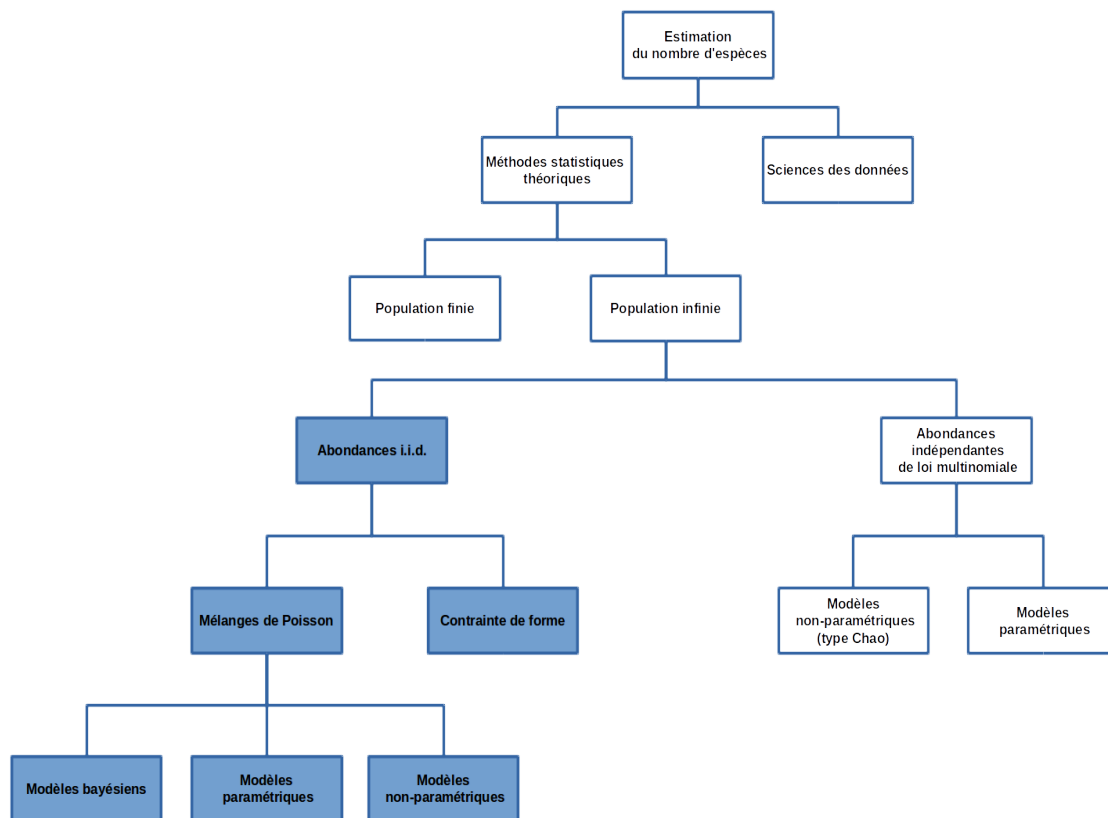 Estimation
du nombre d'espèces
Méthodes statistiques
théoriques
Sciences des données
Population finie
Population infinie
Abondances i.i.d.
Abondances
indépendantes
de loi multinomiale
Mélanges de Poisson
Contrainte de forme
Modèles
non-paramétriques
(type Chao)
Modèles
paramétriques
Modèles bayésiens
Modèles
paramétriques
Modèles
non-paramétriques